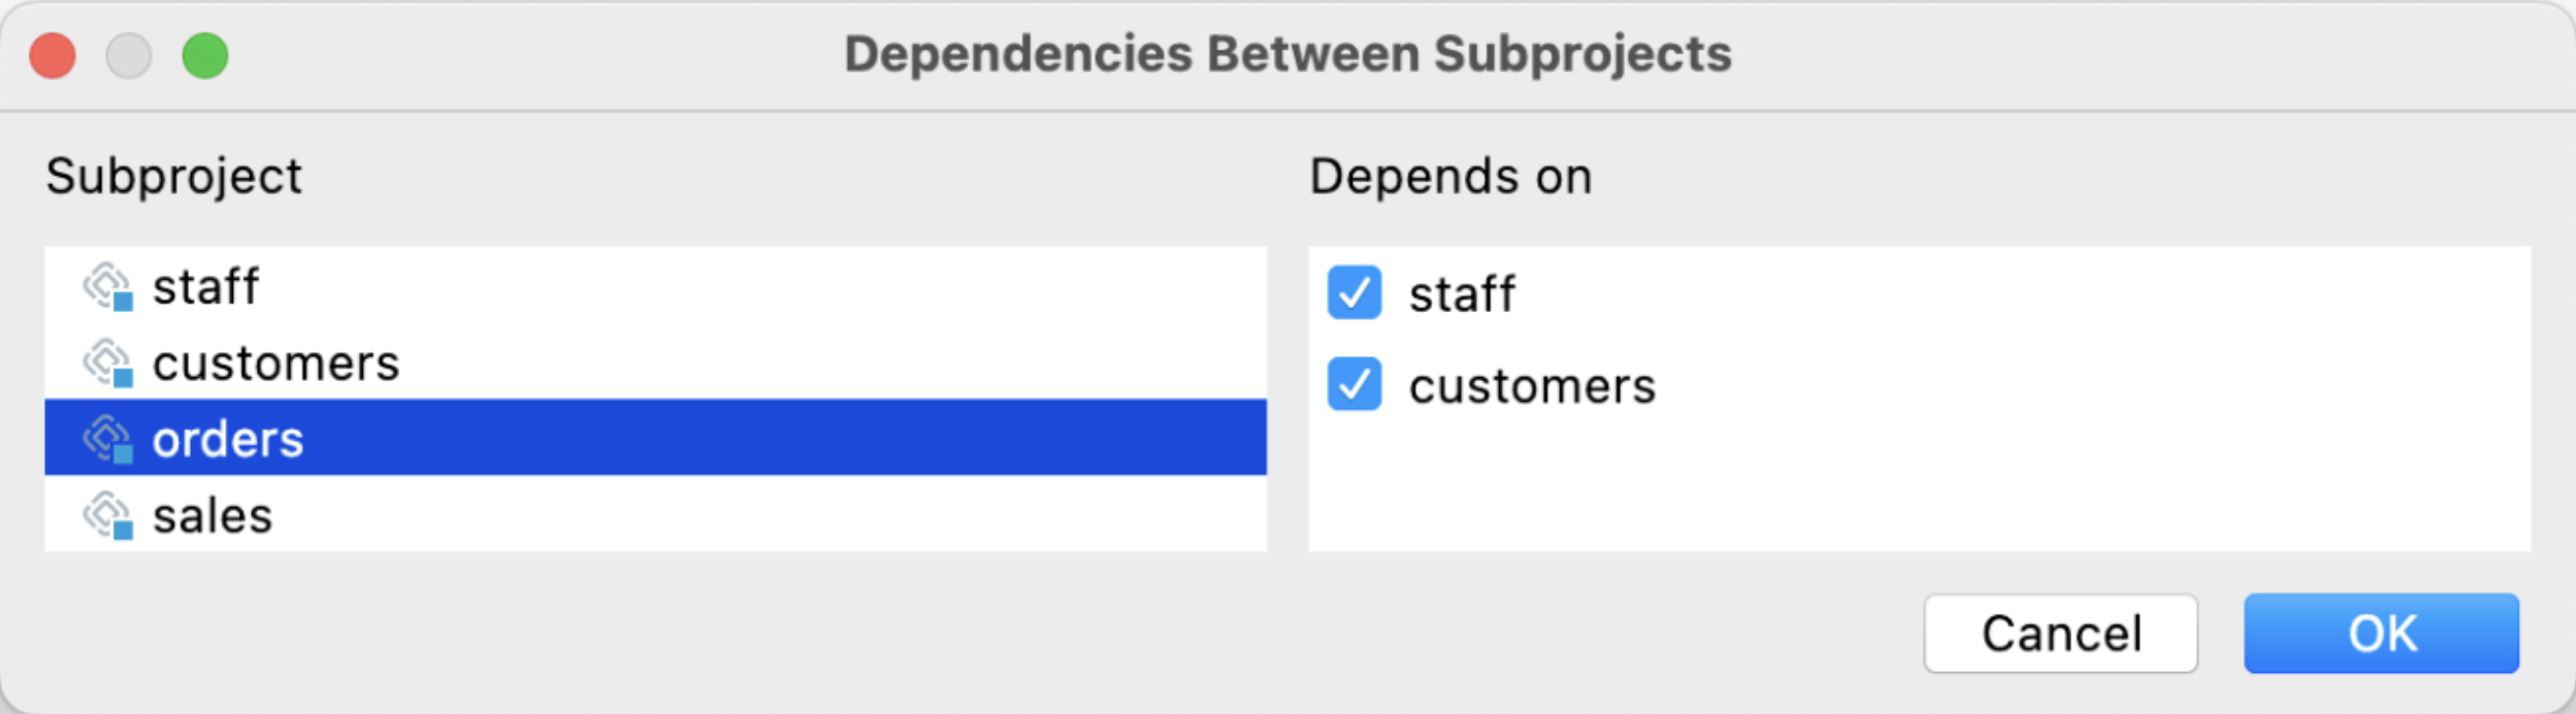 Dependencies Between Subprojects
Subproject
staff
customers
orders
sales
Depends on
staff
customers
Cancel
OK